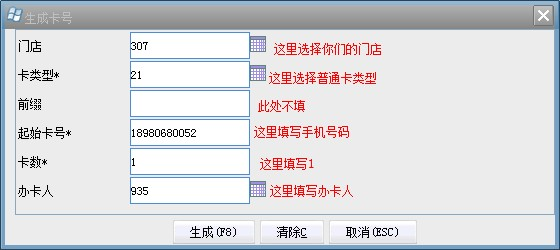 生成卡号
门店 307 这里选择你们的门店
卡类型* 21 这里选择普通卡类型
前缀 此处不填
起始卡号* 18980680052 这里填写手机号码
卡数* 1 这里填写1
办卡人 935 这里填写办卡人
生成(F8) 清除C 取消(ESC)